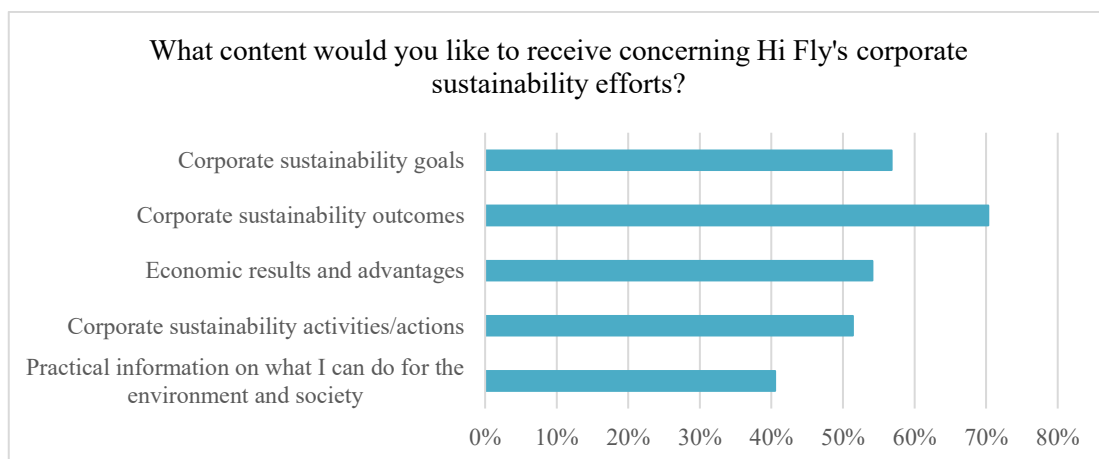 What content would you like to receive concerning Hi Fly's corporate
sustainability efforts?
Corporate sustainability goals
Corporate sustainability outcomes
Economic results and advantages
Corporate sustainability activities/actions
Practical information on what I can do for the
environment and society
0% 10% 20% 30% 40% 50% 60% 70% 80%